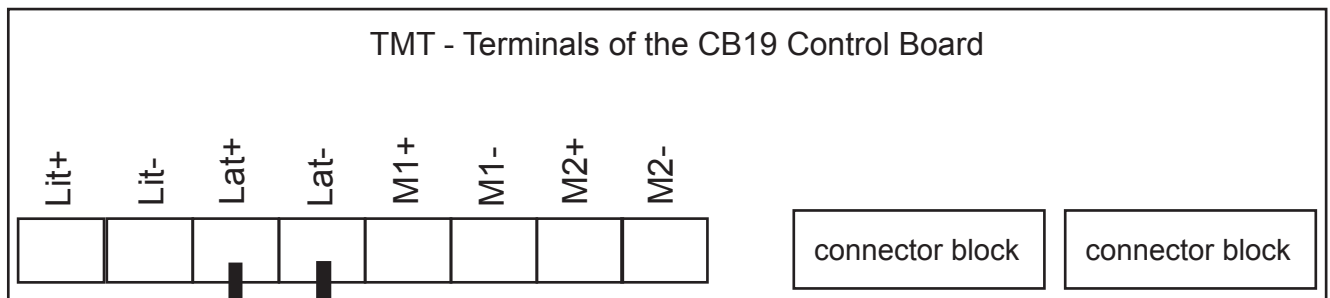 TMT - Terminals of the CB19 Control Board
Lit+
Lit-
Lat+
Lat-
M1+
M1-
M2+
M2-
connector block
connector block